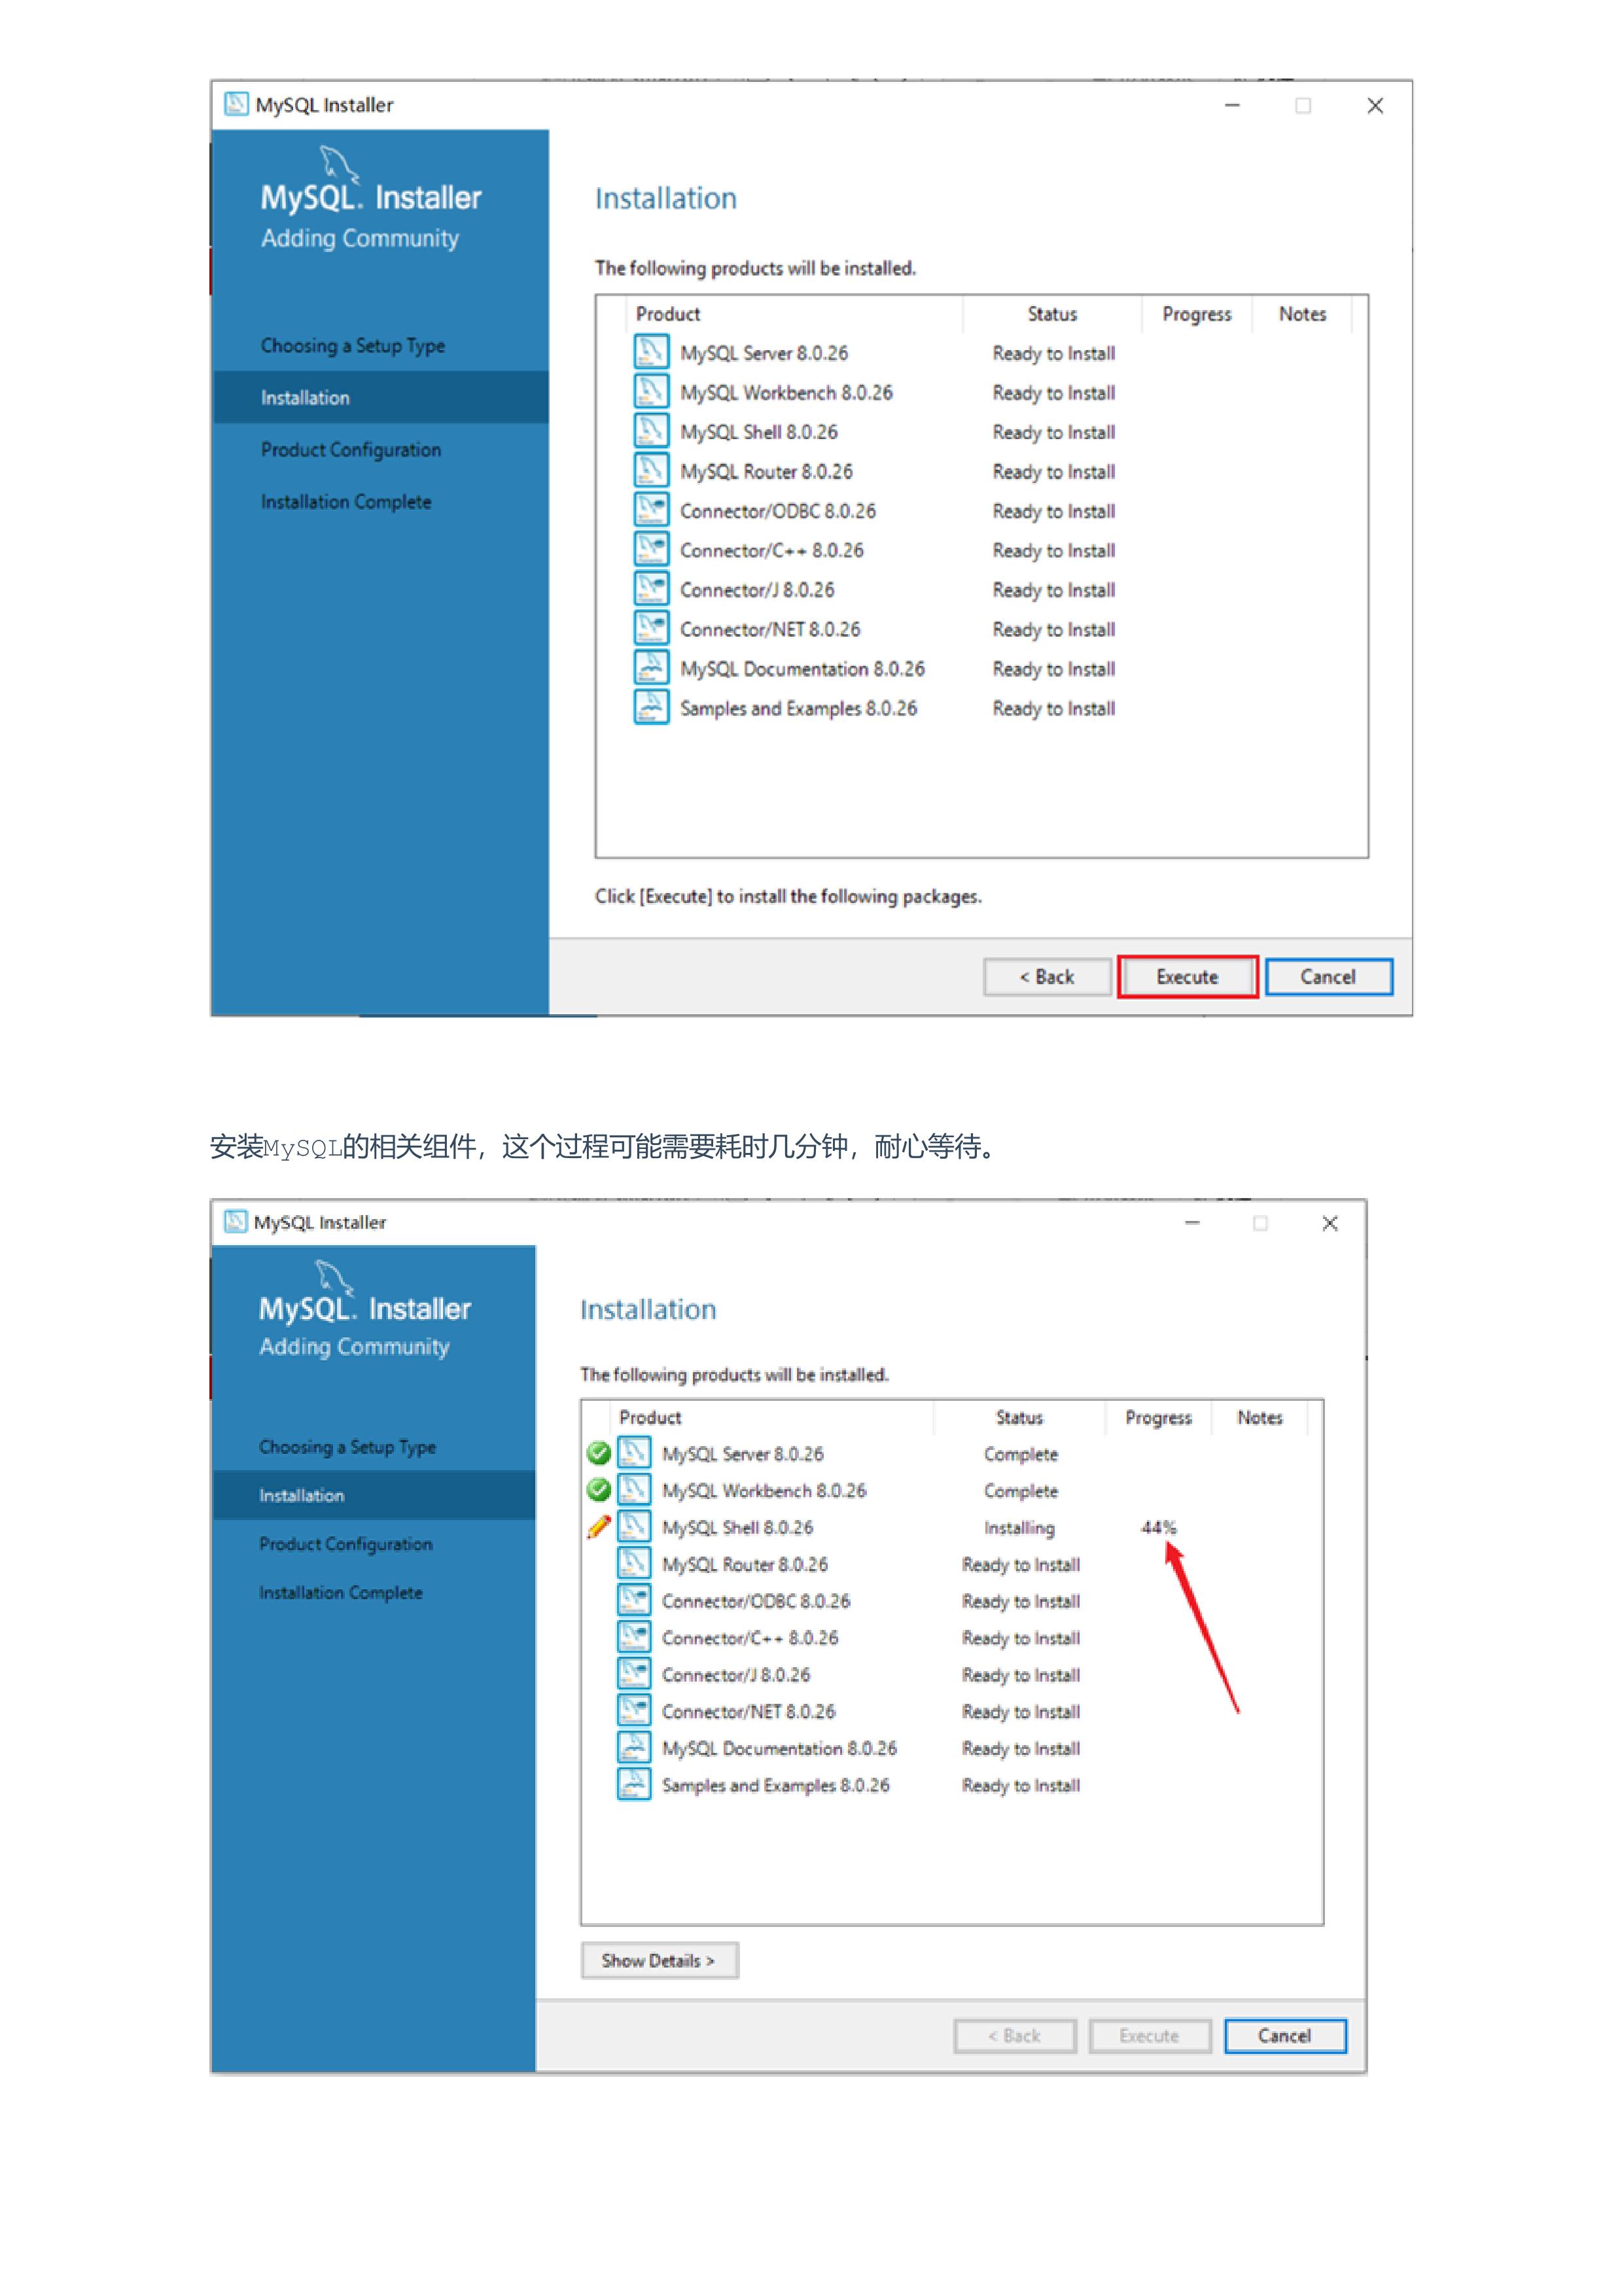 MySQL Installer
MySQL. Installer
Adding Community
Choosing a Setup Type
Installation
Product Configuration
Installation Complete
Installation
The following products will be installed.
Product Status Progress Notes
MySQL Server 8.0.26 Ready to Install
MySQL Workbench 8.0.26 Ready to Install
MySQL Shell 8.0.26 Ready to Install
MySQL Router 8.0.26 Ready to Install
Connector/ODBC 8.0.26 Ready to Install
Connector/C++ 8.0.26 Ready to Install
Connector/J 8.0.26 Ready to Install
Connector/NET 8.0.26 Ready to Install
MySQL Documentation 8.0.26 Ready to Install
Samples and Examples 8.0.26 Ready to Install
Click [Execute] to install the following packages.
< Back Execute Cancel
安装MySQL的相关组件，这个过程可能需要耗时几分钟，耐心等待。
MySQL Installer
MySQL. Installer
Adding Community
Choosing a Setup Type
Installation
Product Configuration
Installation Complete
Installation
The following products will be installed.
Product Status Progress Notes
MySQL Server 8.0.26 Complete
MySQL Workbench 8.0.26 Complete
MySQL Shell 8.0.26 Installing 44%
MySQL Router 8.0.26 Ready to Install
Connector/ODBC 8.0.26 Ready to Install
Connector/C++ 8.0.26 Ready to Install
Connector/J 8.0.26 Ready to Install
Connector/NET 8.0.26 Ready to Install
MySQL Documentation 8.0.26 Ready to Install
Samples and Examples 8.0.26 Ready to Install
Show Details >
< Back Execute Cancel